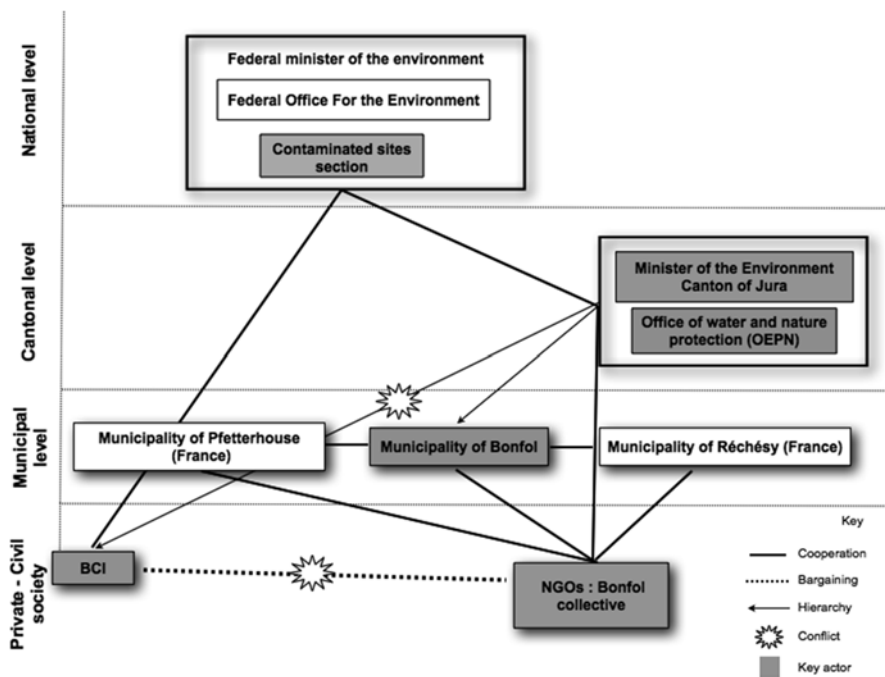 National level
Federal minister of the environment
Federal Office For the Environment
Contaminated sites
section
Cantonal level
Minister of the Environment
Canton of Jura
Office of water and nature
protection (OEPN)
Municipal
level
Municipality of Pfetterhouse
(France)
Municipality of Bonfol
Municipality of Réchésy (France)
Private - Civil
society
BCI
NGOs : Bonfol
collective
Key
Cooperation
Bargaining
Hierarchy
Conflict
Key actor